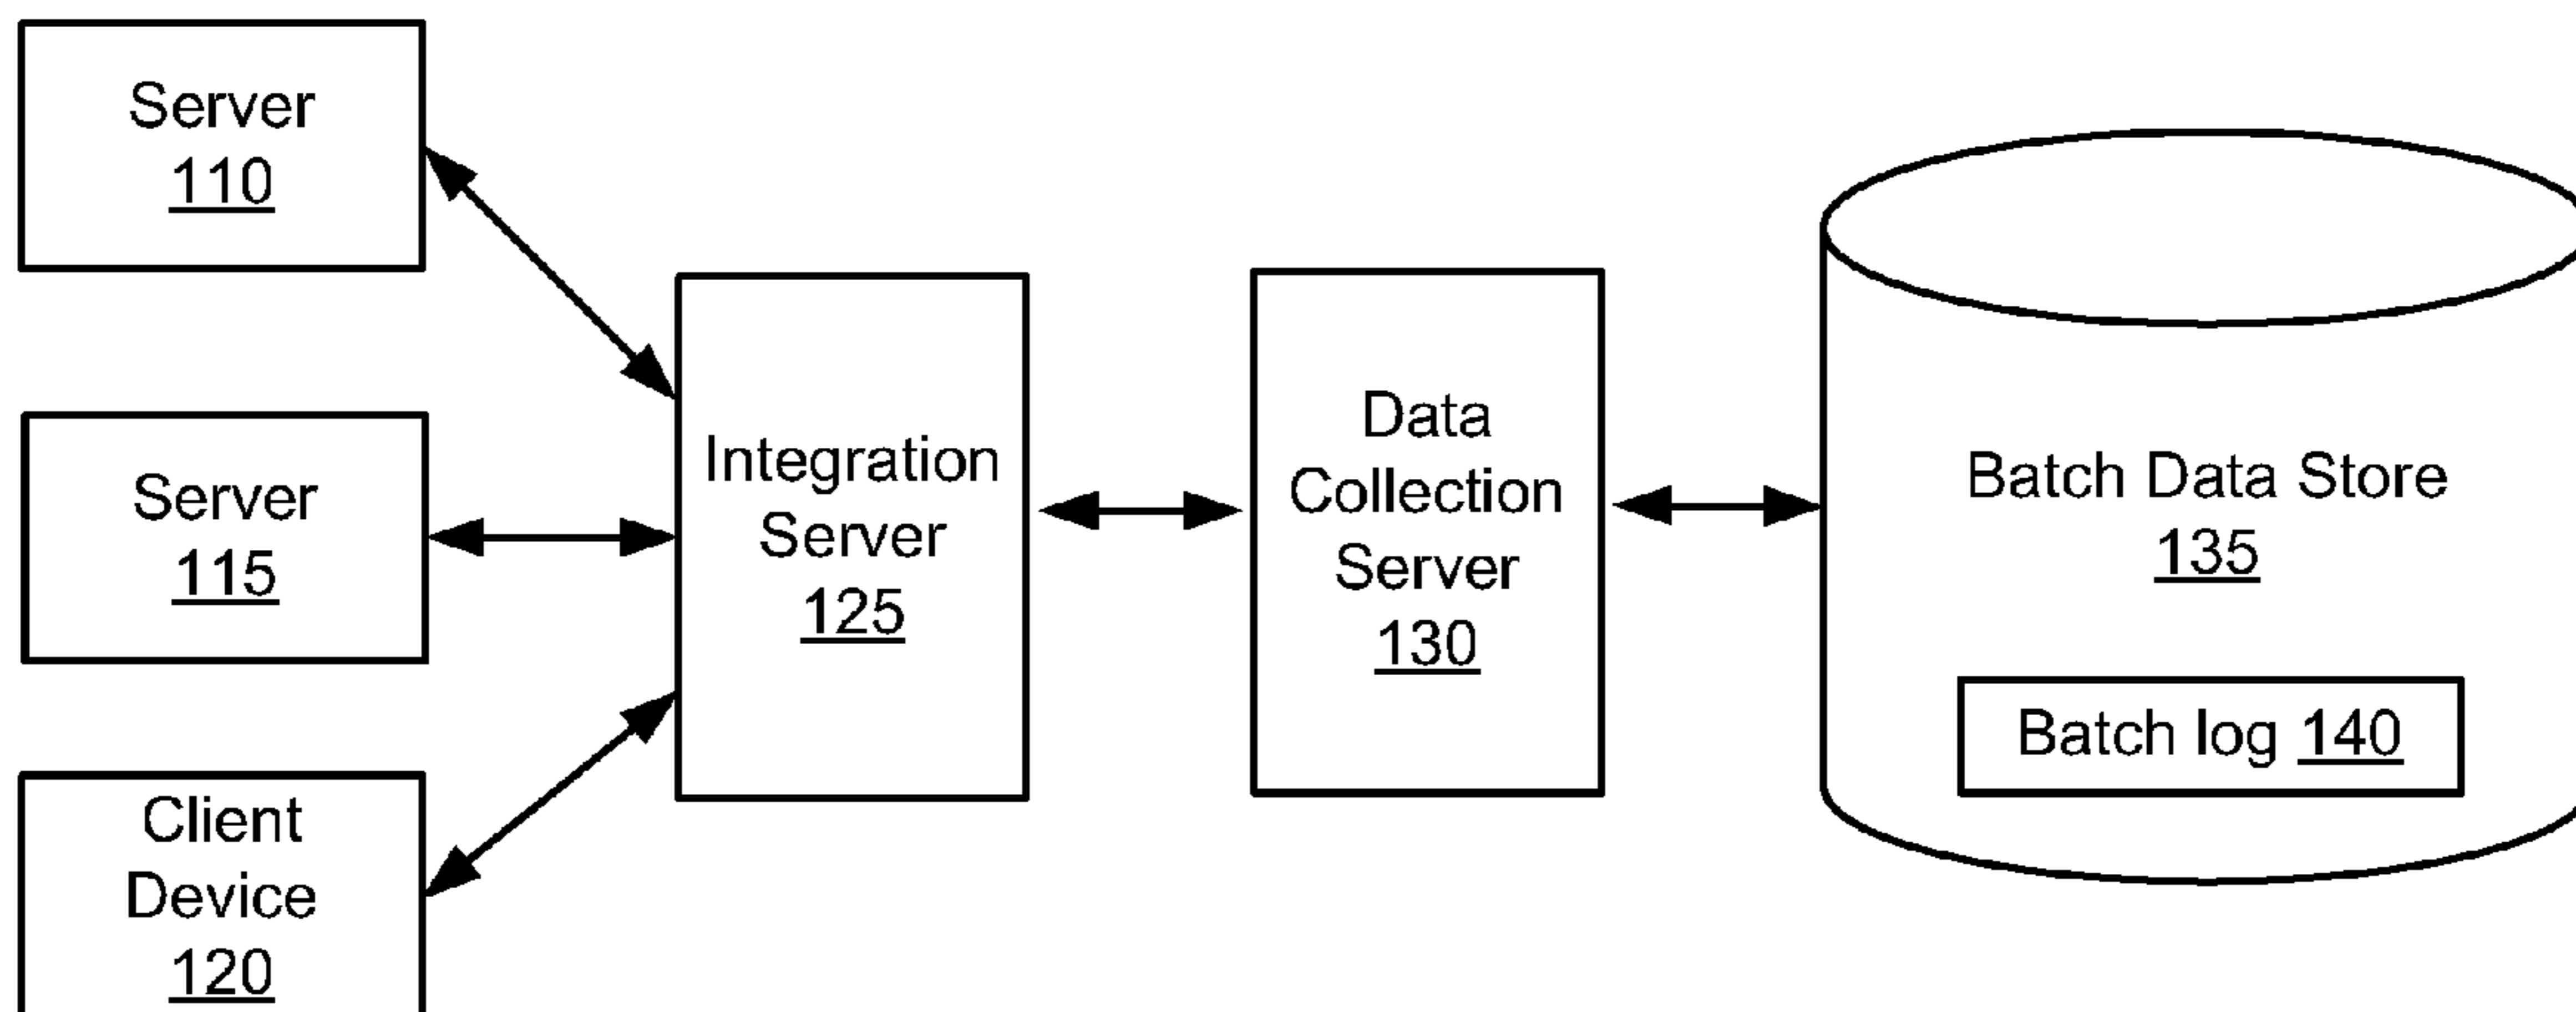 Server
110
Server
115
Client
Device
120
Integration
Server
125
Data
Collection
Server
130
Batch Data Store
135
Batch log 140